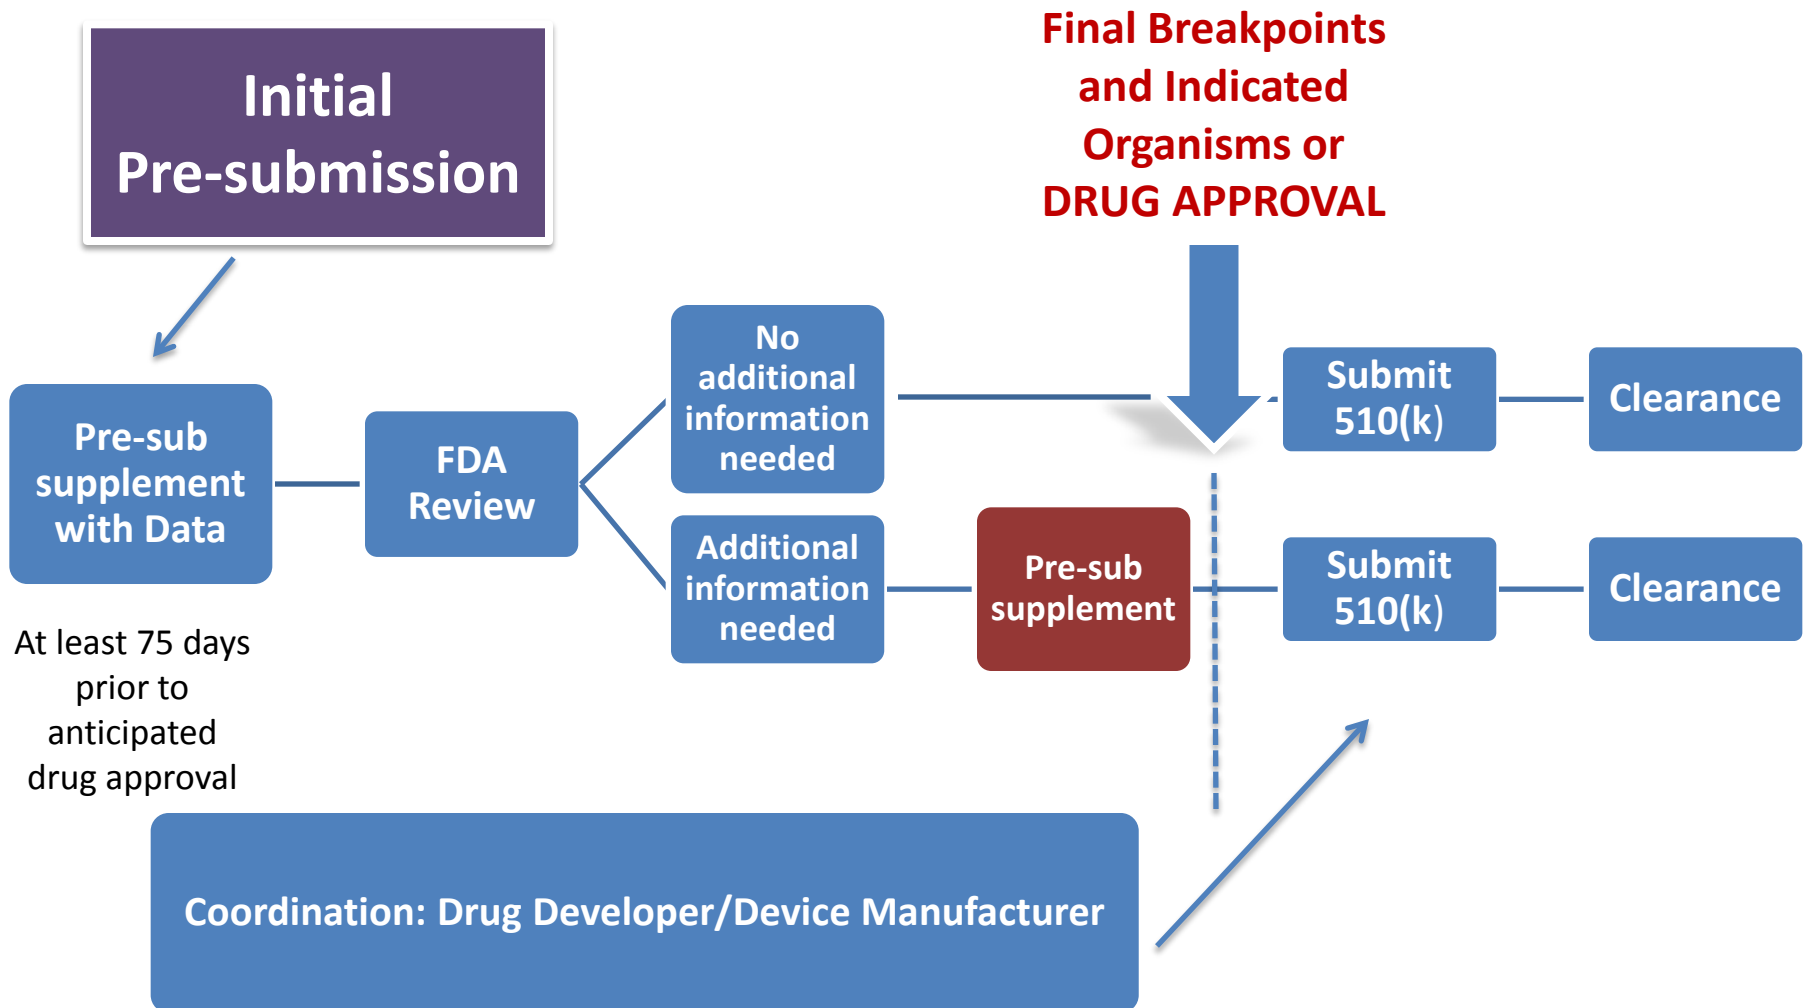 Initial
Pre-submission
Final Breakpoints
and Indicated
Organisms or
DRUG APPROVAL
Pre-sub
supplement
with Data
FDA
Review
No
additional
information
needed
Submit
510(k)
Clearance
Additional
information
needed
Pre-sub
supplement
Submit
510(k)
Clearance
At least 75 days
prior to
anticipated
drug approval
Coordination: Drug Developer/Device Manufacturer